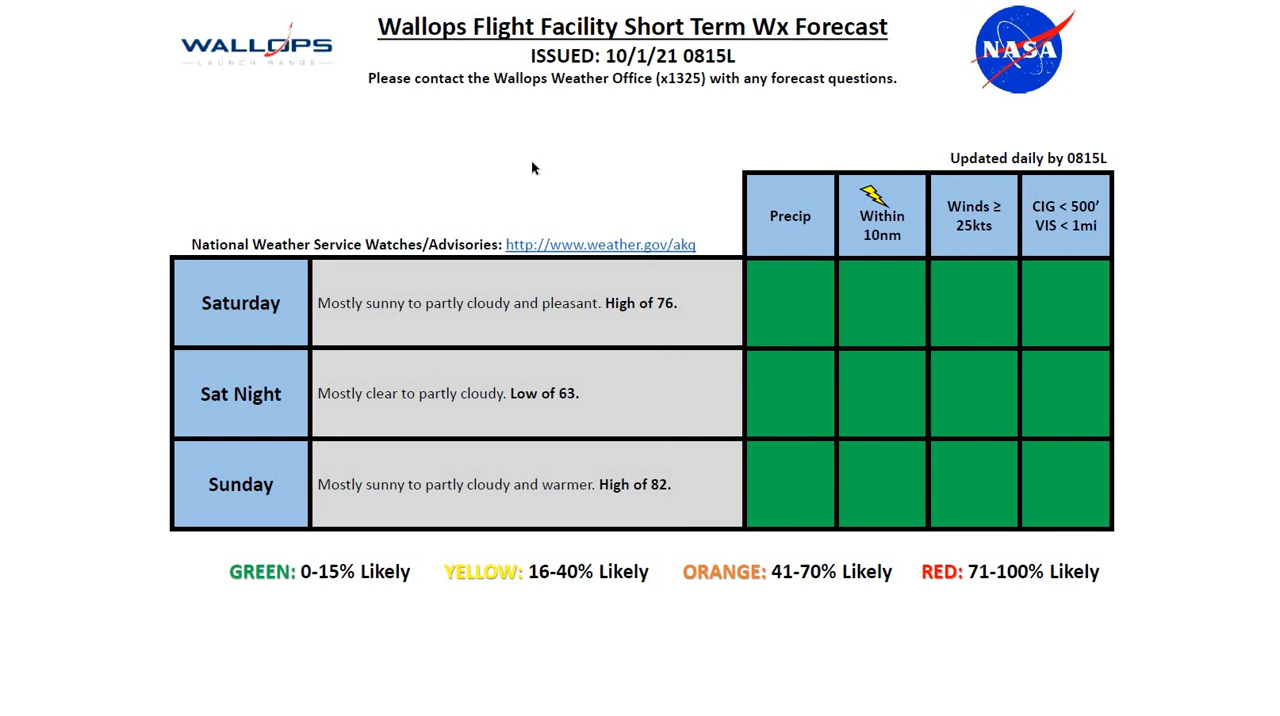 WALLOPS
LAUNCH RANGE
Wallops Flight Facility Short Term Wx Forecast
ISSUED: 10/1/21 0815L
Please contact the Wallops Weather Office (x1325) with any forecast questions.
NASA
Updated daily by 0815L
Precip
Within
10nm
Winds ≥
25kts
CIG < 500’
VIS < 1mi
National Weather Service Watches/Advisories: http://www.weather.gov/akq
Saturday
Mostly sunny to partly cloudy and pleasant. High of 76.
Sat Night
Mostly clear to partly cloudy. Low of 63.
Sunday
Mostly sunny to partly cloudy and warmer. High of 82.
GREEN: 0-15% Likely YELLOW: 16-40% Likely ORANGE: 41-70% Likely RED: 71-100% Likely